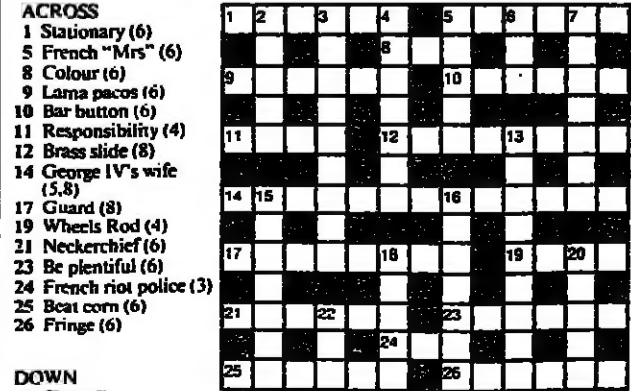 ACROSS
1 Stationary (6)
5 French "Mrs" (6)
8 Colour (6)
9 Lama pacos (6)
10 Bar button (6)
11 Responsibility (4)
12 Brass slide (8)
14 George IV's wife
(5,8)
17 Guard (8)
19 Wheels Rod (4)
21 Neckerchief (6)
23 Be plentiful (6)
24 French riot police (3)
25 Beat corn (6)
26 Fringe (6)
DOWN
1 2 3 4 5 6 7
8
9 10
11 12 13
14 15 16
17 18 19 20
21 22 23
24
25 26